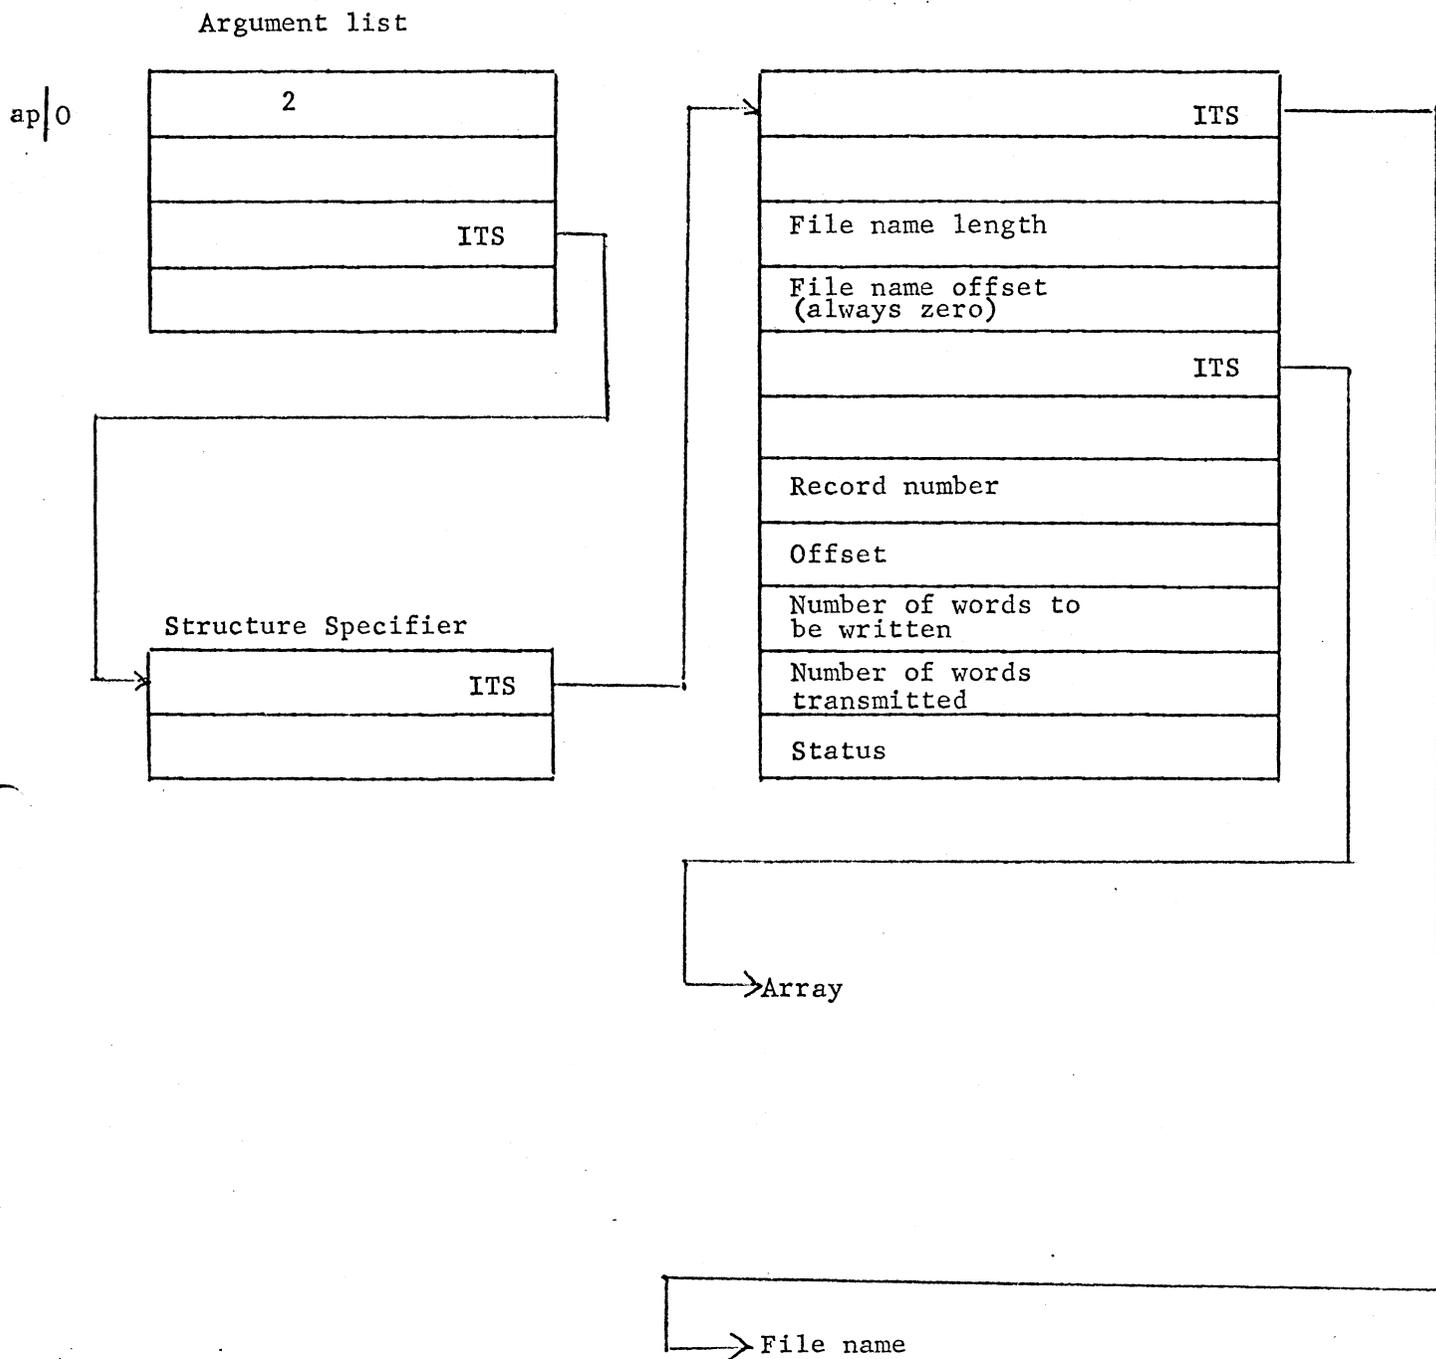 Argument list
ap|0
2
ITS
Structure Specifier
ITS
ITS
File name length
File name offset
(always zero)
ITS
Record number
Offset
Number of words to
be written
Number of words
transmitted
Status
Array
File name